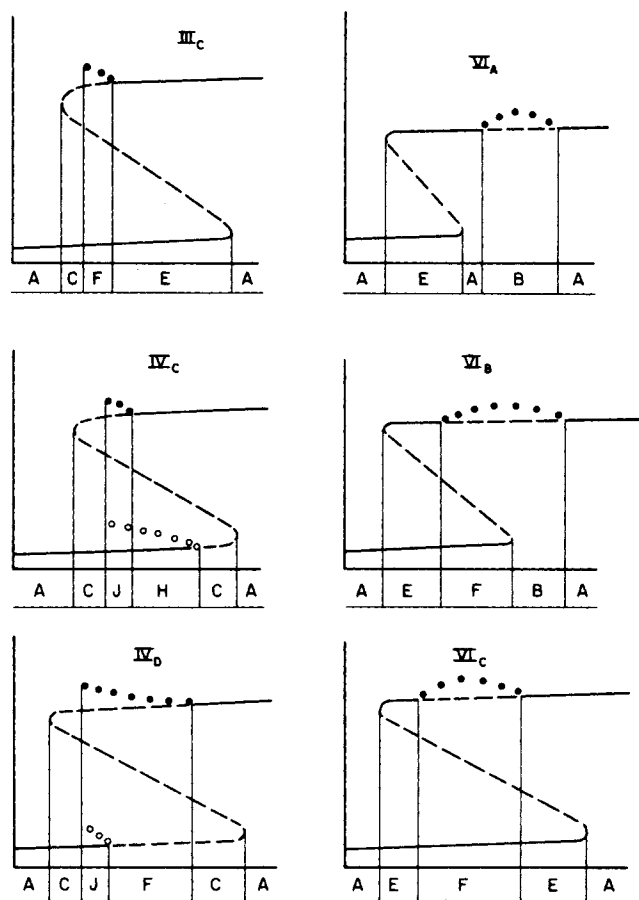 III_C
A C F E A
VI_A
A E A B A
IV_C
A C J H C A
VI_B
A E F B A
IV_D
A C J F C A
VI_C
A E F E A